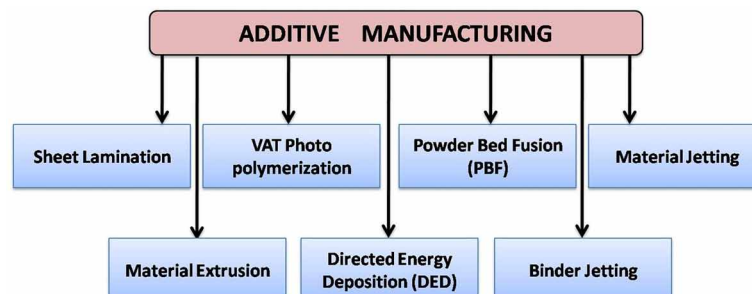 ADDITIVE MANUFACTURING
Sheet Lamination
VAT Photo
polymerization
Powder Bed Fusion
(PBF)
Material Jetting
Material Extrusion
Directed Energy
Deposition (DED)
Binder Jetting